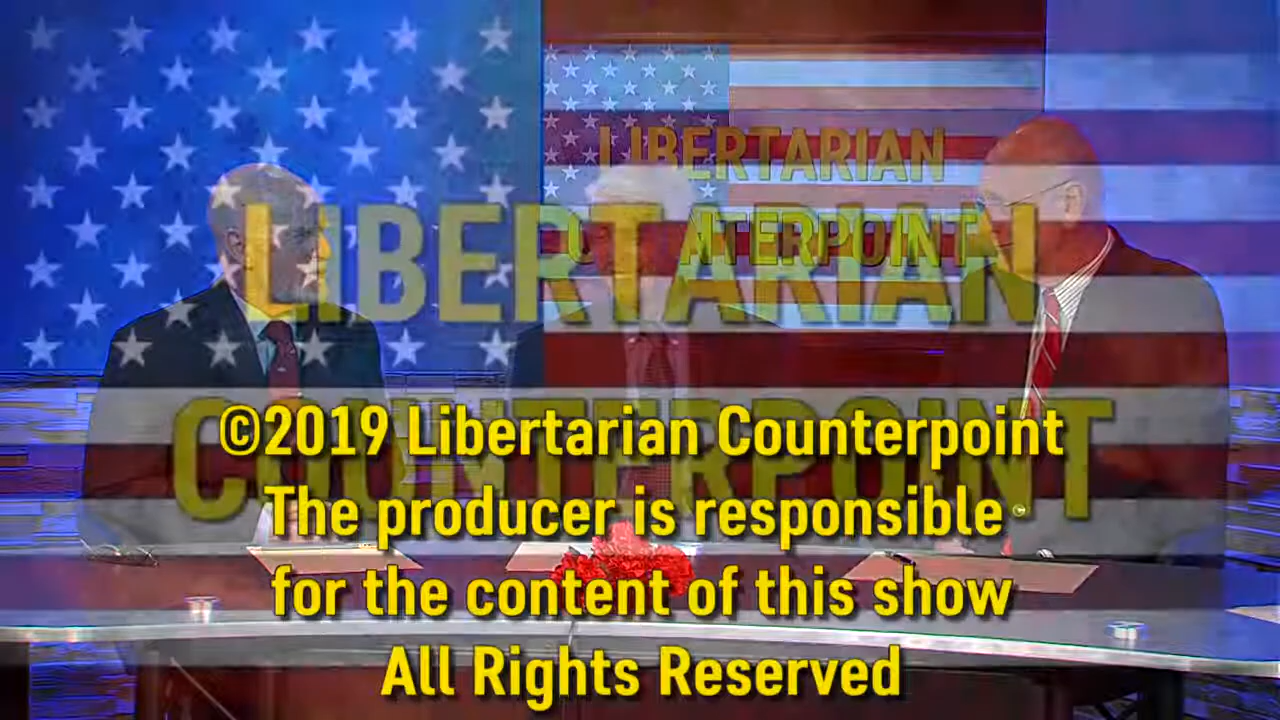 LIBERTARIAN
COUNTERPOINT
LIBERTARIAN
COUNTERPOINT
©2019 Libertarian Counterpoint
The producer is responsible
for the content of this show
All Rights Reserved